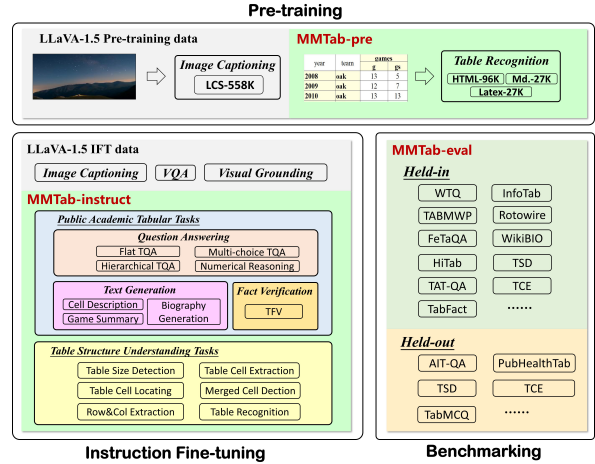 Pre-training
LLaVA-1.5 Pre-training data
Image Captioning
LCS-558K
MMTab-pre
year team games
g gs
2008 oak 13 5
2009 oak 12 7
2010 oak 13 13
Table Recognition
HTML-96K Md.-27K
Latex-27K
LLaVA-1.5 IFT data
Image Captioning VQA Visual Grounding
MMTab-instruct
Public Academic Tabular Tasks
Question Answering
Flat TQA Multi-choice TQA
Hierarchical TQA Numerical Reasoning
Text Generation
Cell Description
Game Summary
Biography
Generation
Fact Verification
TFV
Table Structure Understanding Tasks
Table Size Detection Table Cell Extraction
Table Cell Locating Merged Cell Dection
Row&Col Extraction Table Recognition
Instruction Fine-tuning
MMTab-eval
Held-in
WTQ InfoTab
TABMWP Rotowire
FeTaQA WikiBIO
HiTab TSD
TAT-QA TCE
TabFact ······
Held-out
AIT-QA PubHealthTab
TSD TCE
TabMCQ ······
Benchmarking